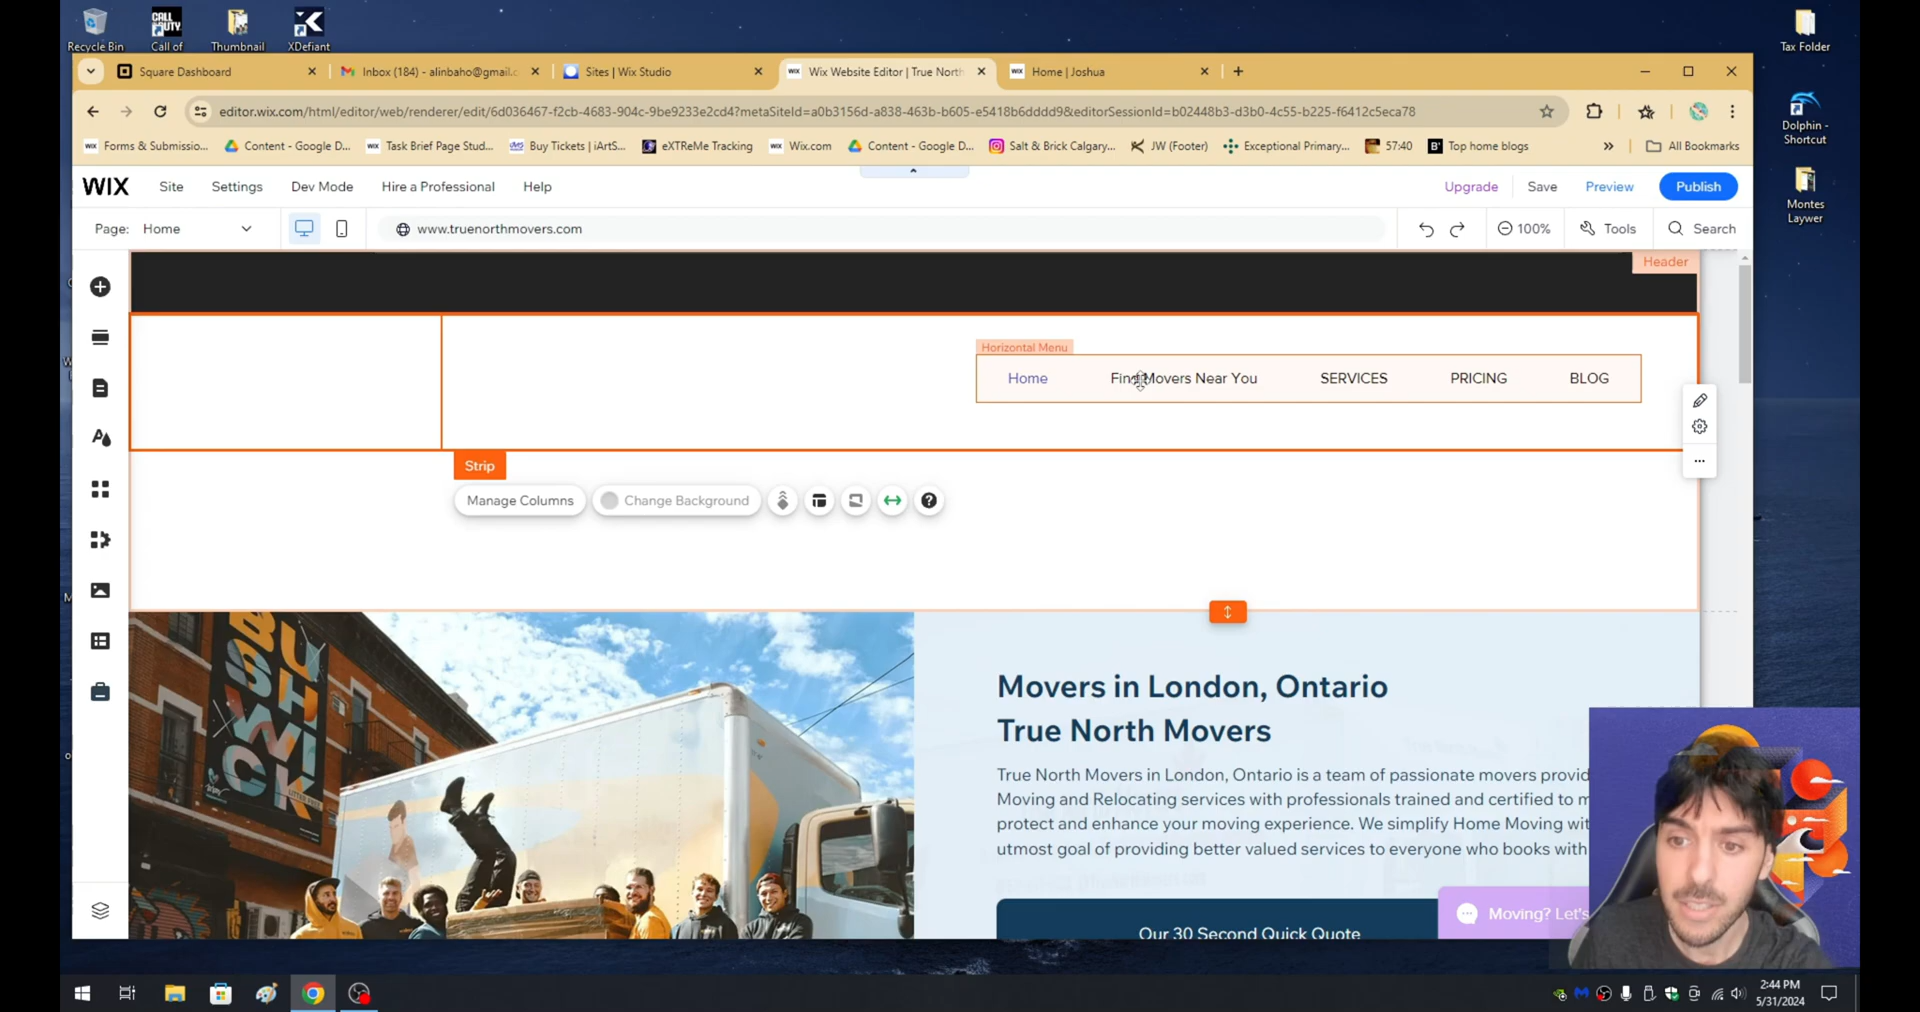 Recycle Bin
CALL OF DUTY
Call of
Thumbnail
XDefiant
Tax Folder
Dolphin - Shortcut
Montes Laywer
Square Dashboard
Inbox (184) - alinbaho@gmail.c
Sites | Wix Studio
Wix Website Editor | True North
Home | Joshua
editor.wix.com/html/editor/web/renderer/edit/6d036467-f2cb-4683-904c-9be9233e2cd4?metaSiteId=a0b3156d-a838-463b-b605-e5418b6dddd9&editorSessionId=b02448b3-d3b0-4c55-b225-f6412c5eca78
Forms & Submissio...
Content - Google D...
Task Brief Page Stud...
Buy Tickets | iArtS...
eXTReMe Tracking
Wix.com
Content - Google D...
Salt & Brick Calgary...
JW (Footer)
Exceptional Primary...
57:40
Top home blogs
All Bookmarks
WIX
Site
Settings
Dev Mode
Hire a Professional
Help
Upgrade
Save
Preview
Publish
Page: Home
www.truenorthmovers.com
100%
Tools
Search
Header
Horizontal Menu
Home
Find Movers Near You
SERVICES
PRICING
BLOG
Strip
Manage Columns
Change Background
BUSHWICK
Movers in London, Ontario
True North Movers
True North Movers in London, Ontario is a team of passionate movers provid
Moving and Relocating services with professionals trained and certified to m
protect and enhance your moving experience. We simplify Home Moving wit
utmost goal of providing better valued services to everyone who books with
Our 30 Second Quick Quote
Moving? Let's
2:44 PM
5/31/2024